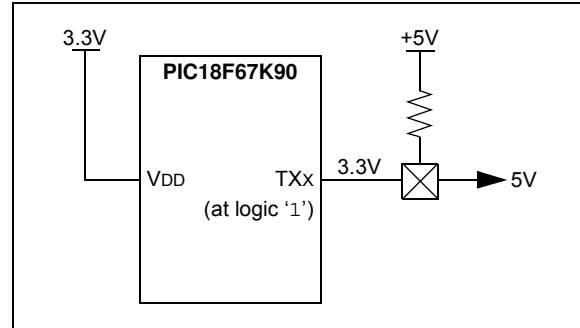 3.3V
+5V
PIC18F67K90
VDD
TXX
3.3V
5V
(at logic ‘1’)